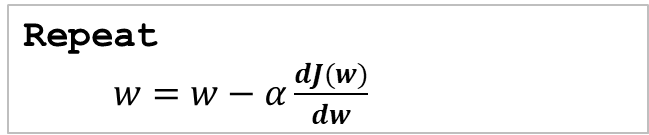 Repeat
w = w − α dJ(w)/dw